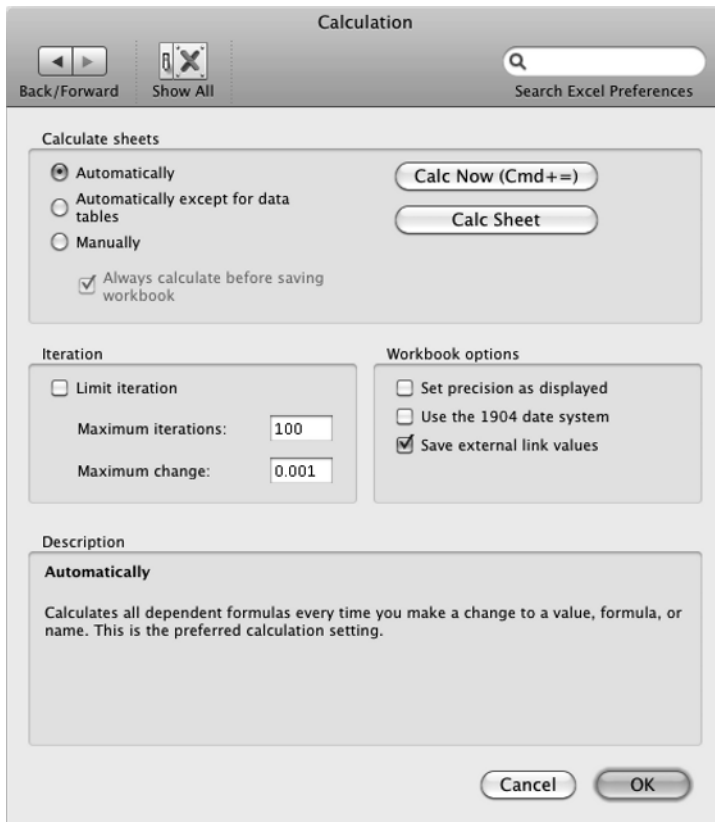 Calculation
Back/Forward
Show All
Search Excel Preferences
Calculate sheets
Automatically
Automatically except for data
tables
Manually
Always calculate before saving
workbook
Calc Now (Cmd+=)
Calc Sheet
Iteration
Limit iteration
Maximum iterations: 100
Maximum change: 0.001
Workbook options
Set precision as displayed
Use the 1904 date system
Save external link values
Description
Automatically
Calculates all dependent formulas every time you make a change to a value, formula, or
name. This is the preferred calculation setting.
Cancel
OK